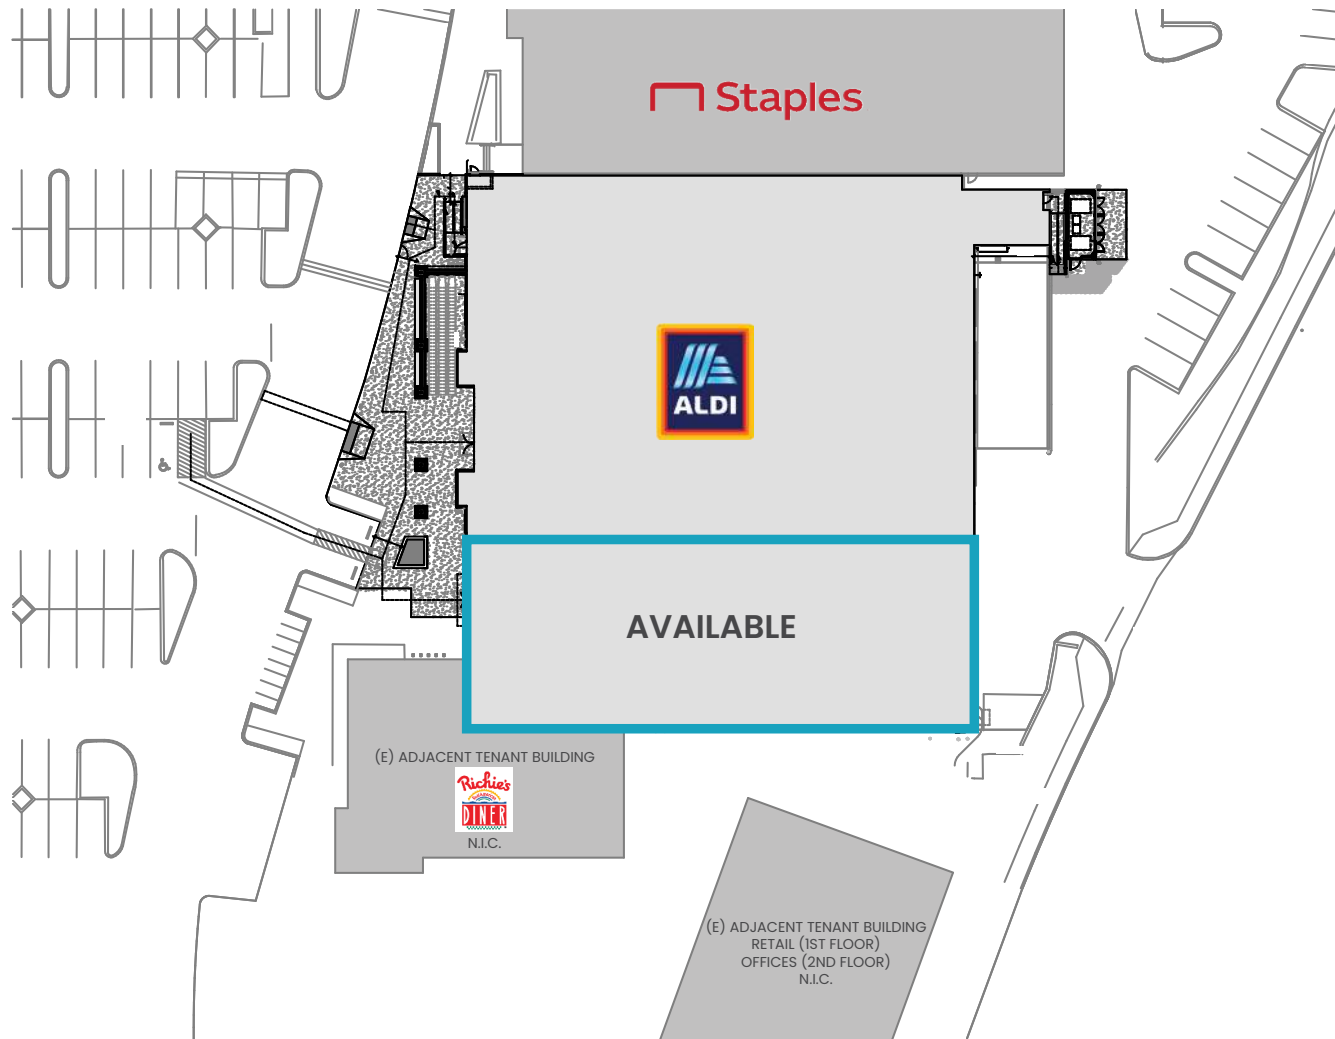 Staples
ALDI
AVAILABLE
(E) ADJACENT TENANT BUILDING
Richie's
DINER
N.I.C.
(E) ADJACENT TENANT BUILDING
RETAIL (1ST FLOOR)
OFFICES (2ND FLOOR)
N.I.C.